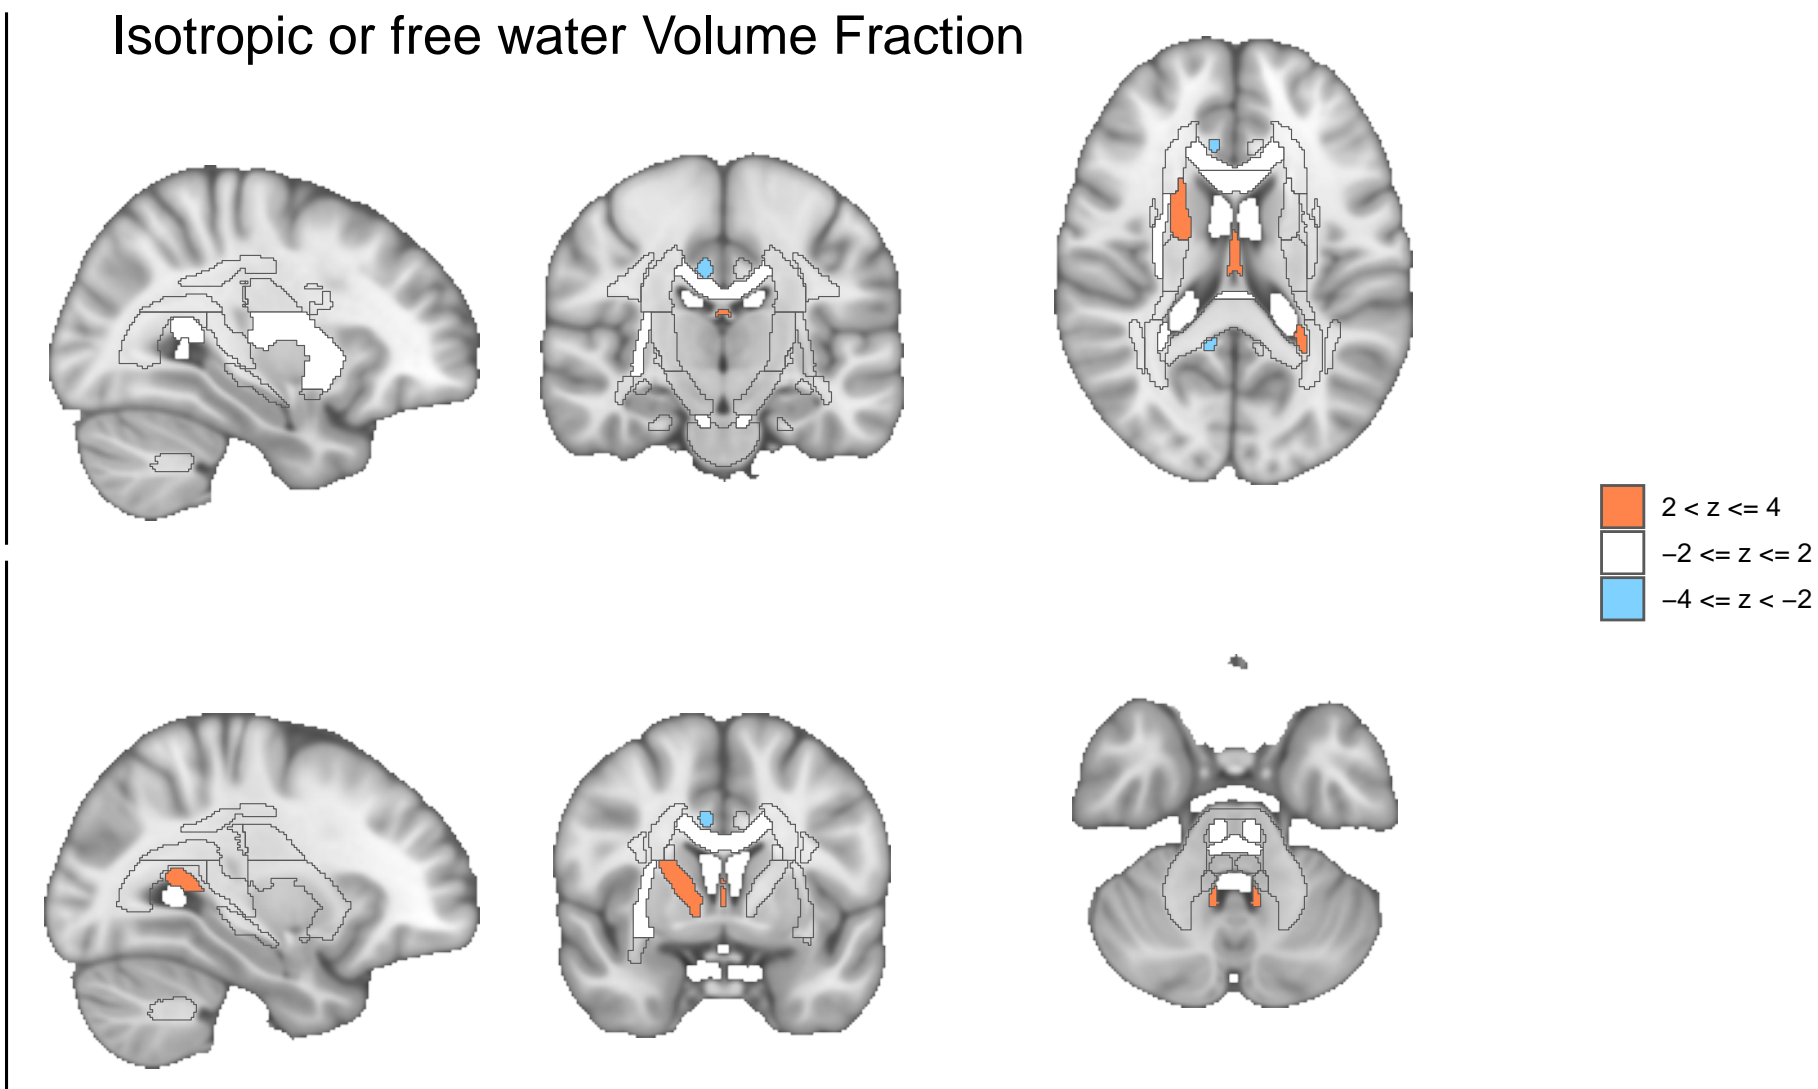 Isotropic or free water Volume Fraction
2 < z <= 4
−2 <= z <= 2
−4 <= z < −2